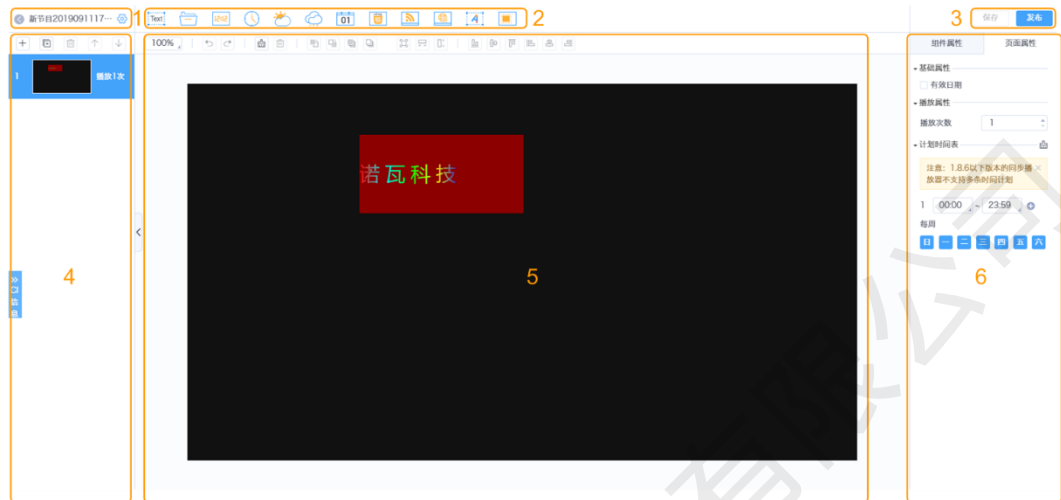 新节目2019091117··· 1
Text 01 A 2
3 保存 发布
100%
组件属性 页面属性
1 播放1次
基础属性
有效日期
播放属性
播放次数 1
诺瓦科技
计划时间表
注意：1.8.6以下版本的同步播
放器不支持多条时间计划
1 00:00 ~ 23:59
每周
日 一 二 三 四 五 六
4 5 6
有限公司